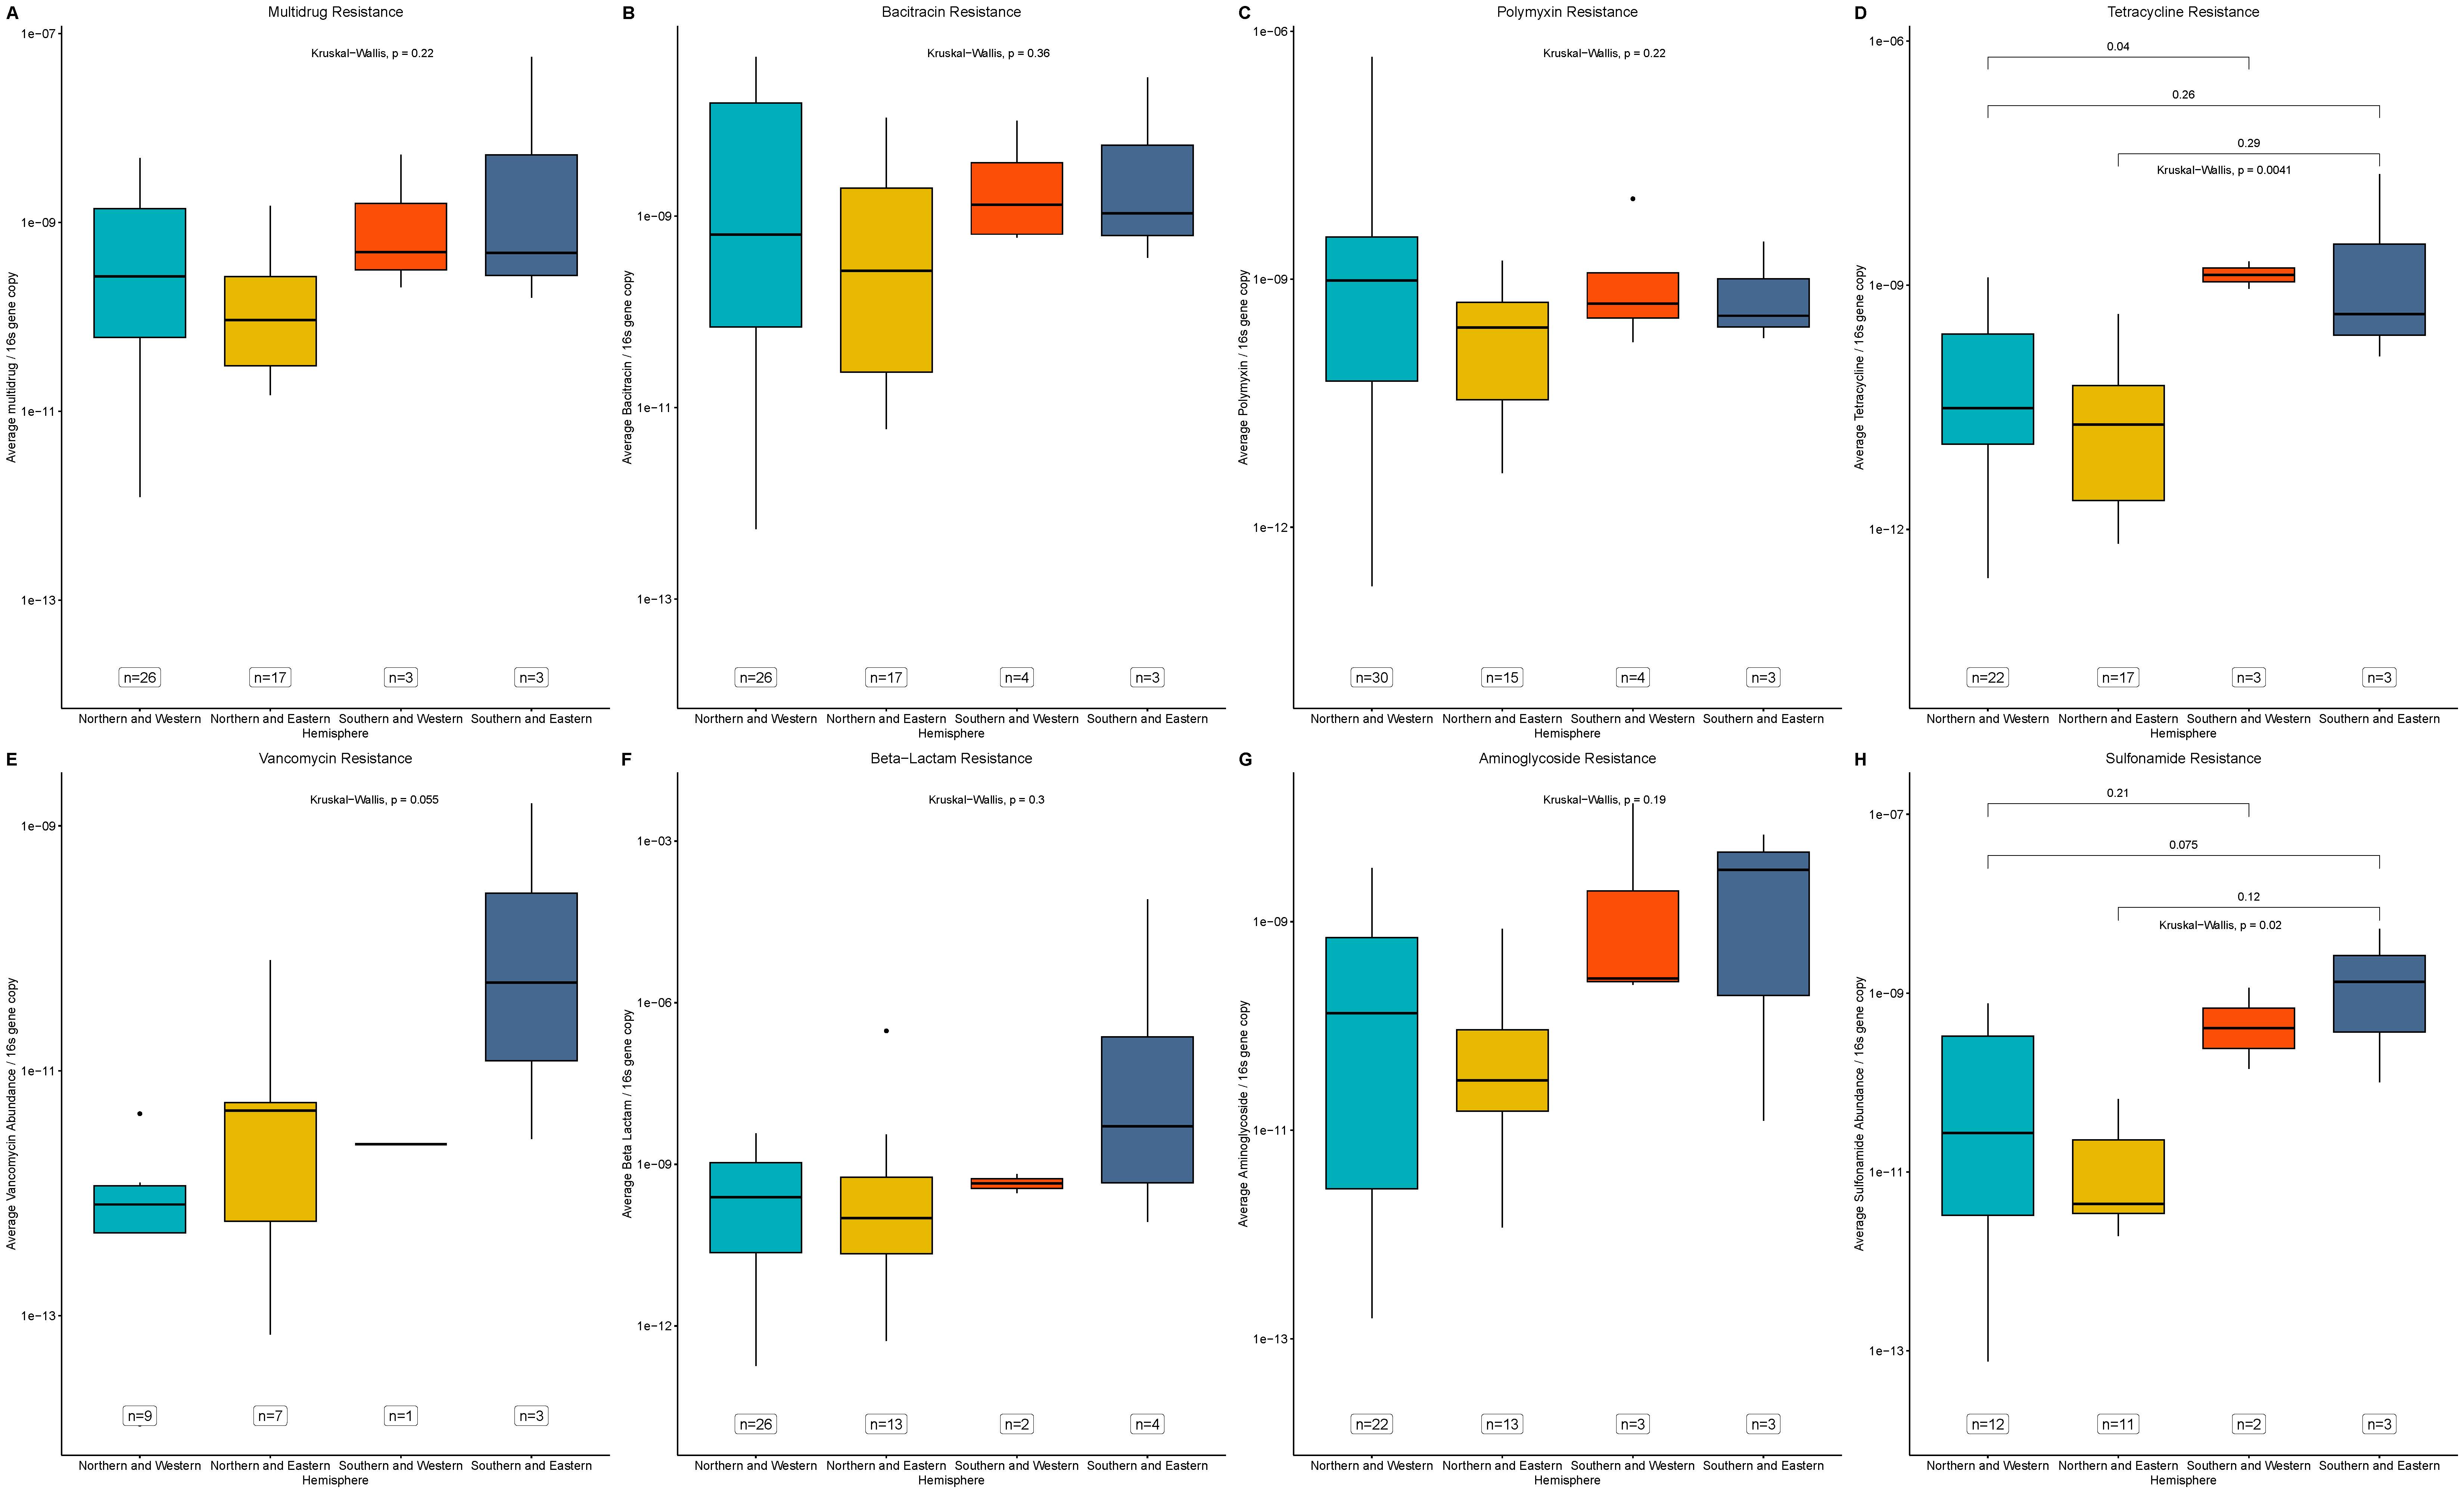 A
Multidrug Resistance
Kruskal−Wallis, p = 0.22
Average multidrug / 16s gene copy
1e−07
1e−09
1e−11
1e−13
n=26
n=17
n=3
n=3
Northern and Western
Northern and Eastern
Southern and Western
Southern and Eastern
Hemisphere
B
Bacitracin Resistance
Kruskal−Wallis, p = 0.36
Average Bacitracin / 16s gene copy
1e−09
1e−11
1e−13
n=26
n=17
n=4
n=3
Northern and Western
Northern and Eastern
Southern and Western
Southern and Eastern
Hemisphere
C
Polymyxin Resistance
Kruskal−Wallis, p = 0.22
Average Polymyxin / 16s gene copy
1e−06
1e−09
1e−12
n=30
n=15
n=4
n=3
Northern and Western
Northern and Eastern
Southern and Western
Southern and Eastern
Hemisphere
D
Tetracycline Resistance
0.04
0.26
0.29
Kruskal−Wallis, p = 0.0041
Average Tetracycline / 16s gene copy
1e−06
1e−09
1e−12
n=22
n=17
n=3
n=3
Northern and Western
Northern and Eastern
Southern and Western
Southern and Eastern
Hemisphere
E
Vancomycin Resistance
Kruskal−Wallis, p = 0.055
Average Vancomycin Abundance / 16s gene copy
1e−09
1e−11
1e−13
n=9
n=7
n=1
n=3
Northern and Western
Northern and Eastern
Southern and Western
Southern and Eastern
Hemisphere
F
Beta−Lactam Resistance
Kruskal−Wallis, p = 0.3
Average Beta Lactam / 16s gene copy
1e−03
1e−06
1e−09
1e−12
n=26
n=13
n=2
n=4
Northern and Western
Northern and Eastern
Southern and Western
Southern and Eastern
Hemisphere
G
Aminoglycoside Resistance
Kruskal−Wallis, p = 0.19
Average Aminoglycoside / 16s gene copy
1e−09
1e−11
1e−13
n=22
n=13
n=3
n=3
Northern and Western
Northern and Eastern
Southern and Western
Southern and Eastern
Hemisphere
H
Sulfonamide Resistance
0.21
0.075
0.12
Kruskal−Wallis, p = 0.02
Average Sulfonamide Abundance / 16s gene copy
1e−07
1e−09
1e−11
1e−13
n=12
n=11
n=2
n=3
Northern and Western
Northern and Eastern
Southern and Western
Southern and Eastern
Hemisphere